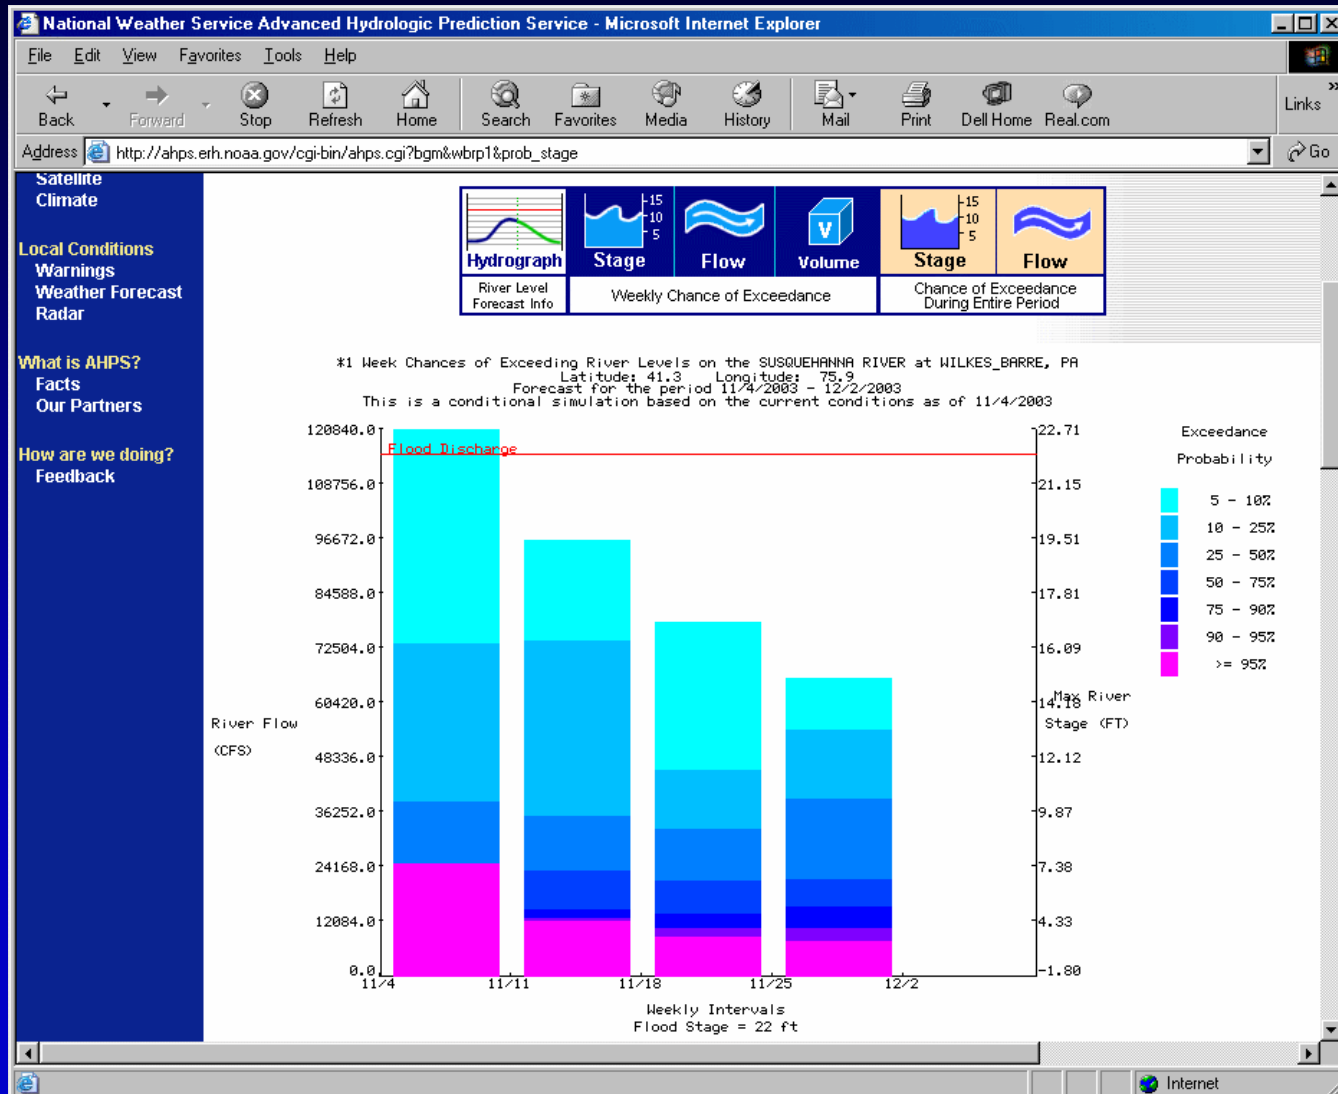 National Weather Service Advanced Hydrologic Prediction Service - Microsoft Internet Explorer
File Edit View Favorites Tools Help
Back Forward Stop Refresh Home Search Favorites Media History Mail Print Dell Home Real.com Links »
Address http://ahps.erh.noaa.gov/cgi-bin/ahps.cgi?bgm&wbrp1&prob_stage Go
Satellite
Climate
Local Conditions
Warnings
Weather Forecast
Radar
What is AHPS?
Facts
Our Partners
How are we doing?
Feedback
15 15
10 V 10
5 5
Hydrograph Stage Flow Volume Stage Flow
River Level
Forecast Info
Weekly Chance of Exceedance
Chance of Exceedance
During Entire Period
*1 Week Chances of Exceeding River Levels on the SUSQUEHANNA RIVER at WILKES_BARRE, PA
Latitude: 41.3 Longitude: 75.9
Forecast for the period 11/4/2003 - 12/2/2003
This is a conditional simulation based on the current conditions as of 11/4/2003
120840.0 22.71
Flood Discharge
108756.0 21.15
96672.0 19.51
84588.0 17.81
72504.0 16.09
60420.0 14.18
48336.0 12.12
36252.0 9.87
24168.0 7.38
12084.0 4.33
0.0 -1.80
River Flow
(CFS)
Max River
Stage (FT)
Exceedance
Probability
5 - 10%
10 - 25%
25 - 50%
50 - 75%
75 - 90%
90 - 95%
>= 95%
11/4 11/11 11/18 11/25 12/2
Weekly Intervals
Flood Stage = 22 ft
Internet